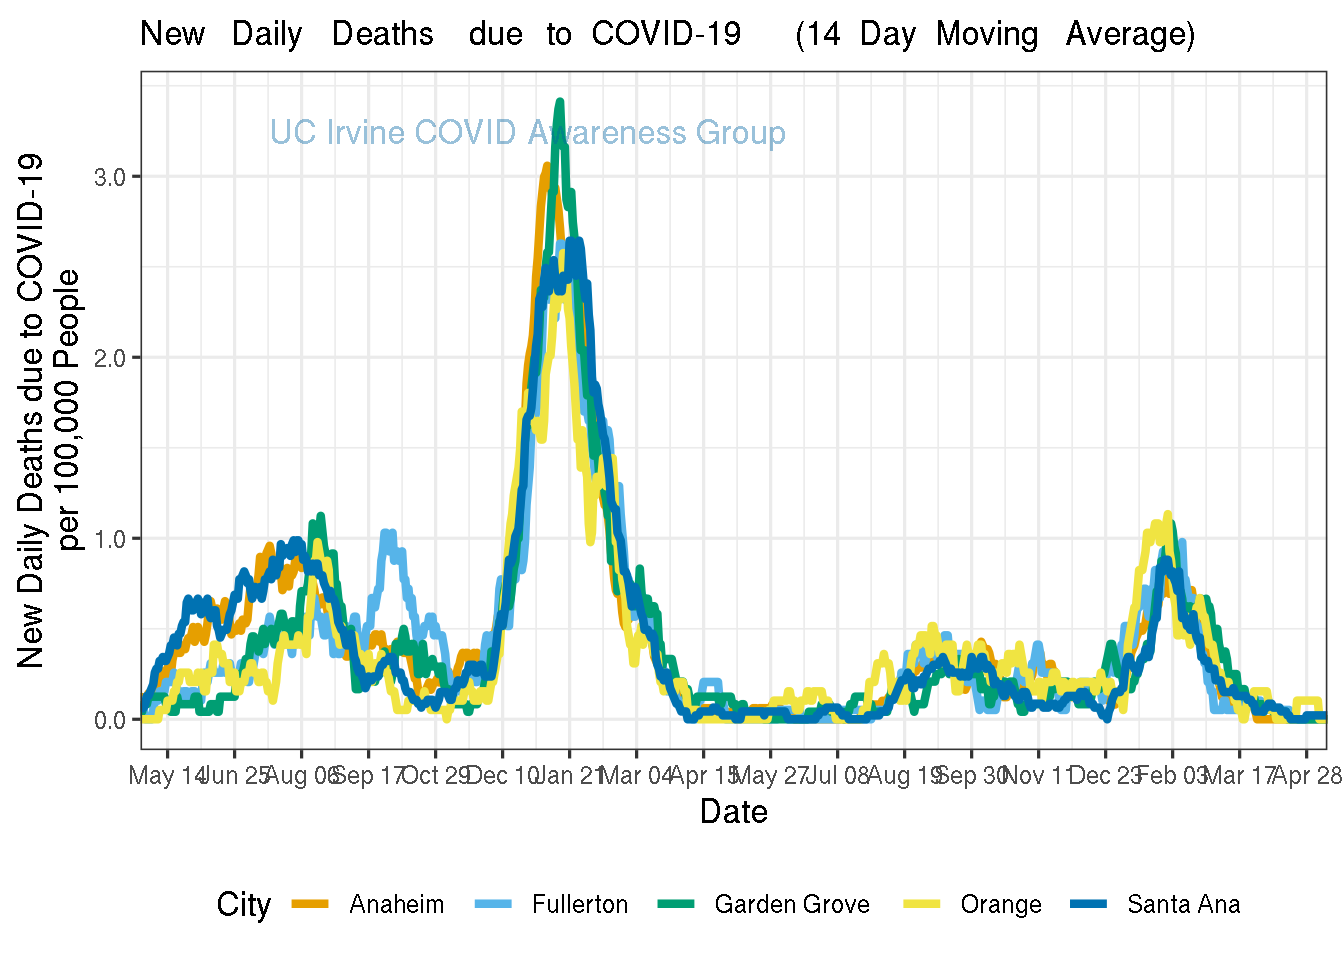 New Daily Deaths due to COVID-19 (14 Day Moving Average)
UC Irvine COVID Awareness Group
New Daily Deaths due to COVID-19
per 100,000 People
3.0
2.0
1.0
0.0
May 14 Jun 25 Aug 06 Sep 17 Oct 29 Dec 10 Jan 21 Mar 04 Apr 15 May 27 Jul 08 Aug 19 Sep 30 Nov 11 Dec 23 Feb 03 Mar 17 Apr 28
Date
City Anaheim Fullerton Garden Grove Orange Santa Ana